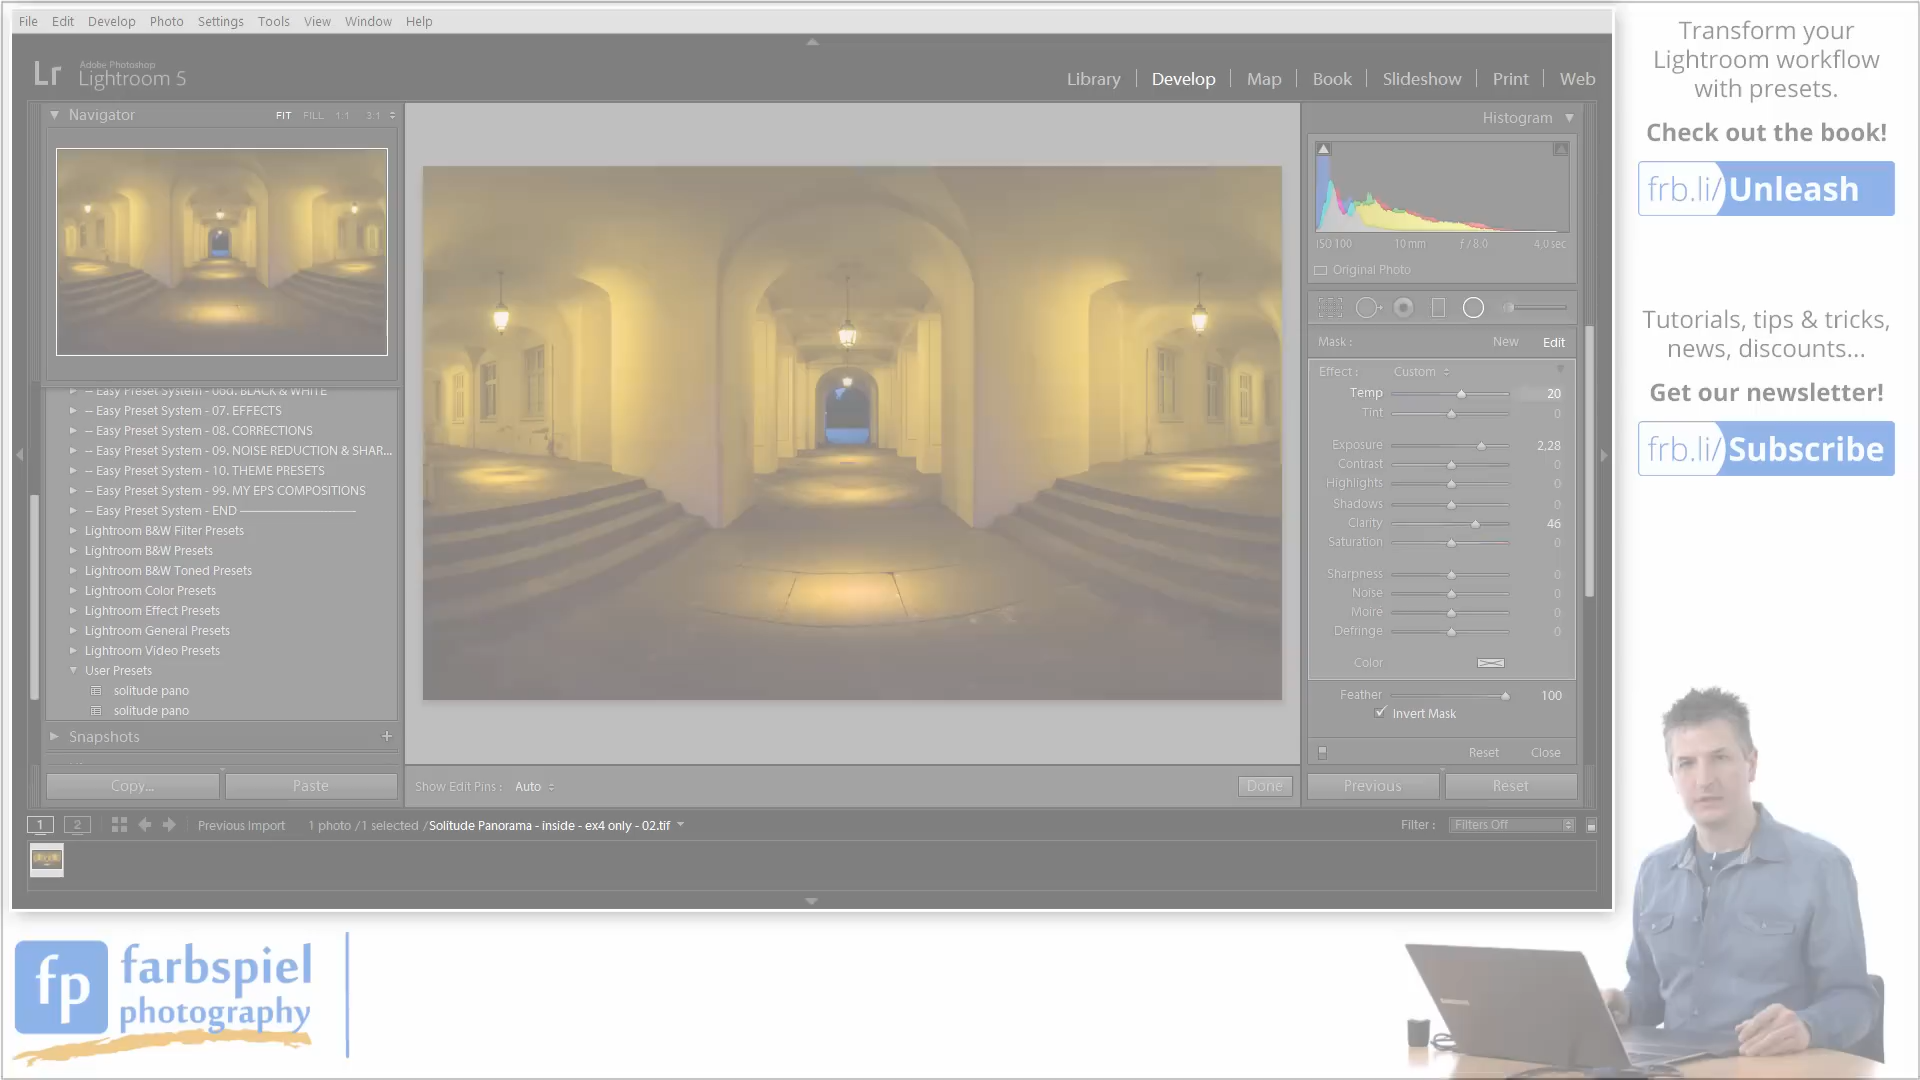 File Edit Develop Photo Settings Tools View Window Help
Lr Adobe Photoshop
Lightroom 5
Library Develop Map Book Slideshow Print Web
Navigator FIT FILL 1:1 3:1
-- Easy Preset System - 06d. BLACK & WHITE
-- Easy Preset System - 07. EFFECTS
-- Easy Preset System - 08. CORRECTIONS
-- Easy Preset System - 09. NOISE REDUCTION & SHAR...
-- Easy Preset System - 10. THEME PRESETS
-- Easy Preset System - 99. MY EPS COMPOSITIONS
-- Easy Preset System - END ----------------------------
Lightroom B&W Filter Presets
Lightroom B&W Presets
Lightroom B&W Toned Presets
Lightroom Color Presets
Lightroom Effect Presets
Lightroom General Presets
Lightroom Video Presets
User Presets
solitude pano
solitude pano
Snapshots +
Copy... Paste
Show Edit Pins : Auto Done
Histogram
ISO 100 10 mm ƒ / 8.0 4,0 sec
Original Photo
Mask : New Edit
Effect : Custom
Temp 20
Tint 0
Exposure 2,28
Contrast 0
Highlights 0
Shadows 0
Clarity 46
Saturation 0
Sharpness 0
Noise 0
Moiré 0
Defringe 0
Color
Feather 100
Invert Mask
Reset Close
Previous Reset
1 2 Previous Import 1 photo / 1 selected / Solitude Panorama - inside - ex4 only - 02.tif Filter : Filters Off
Transform your
Lightroom workflow
with presets.
Check out the book!
frb.li/Unleash
Tutorials, tips & tricks,
news, discounts...
Get our newsletter!
frb.li/Subscribe
fp farbspiel
photography
SAMSUNG